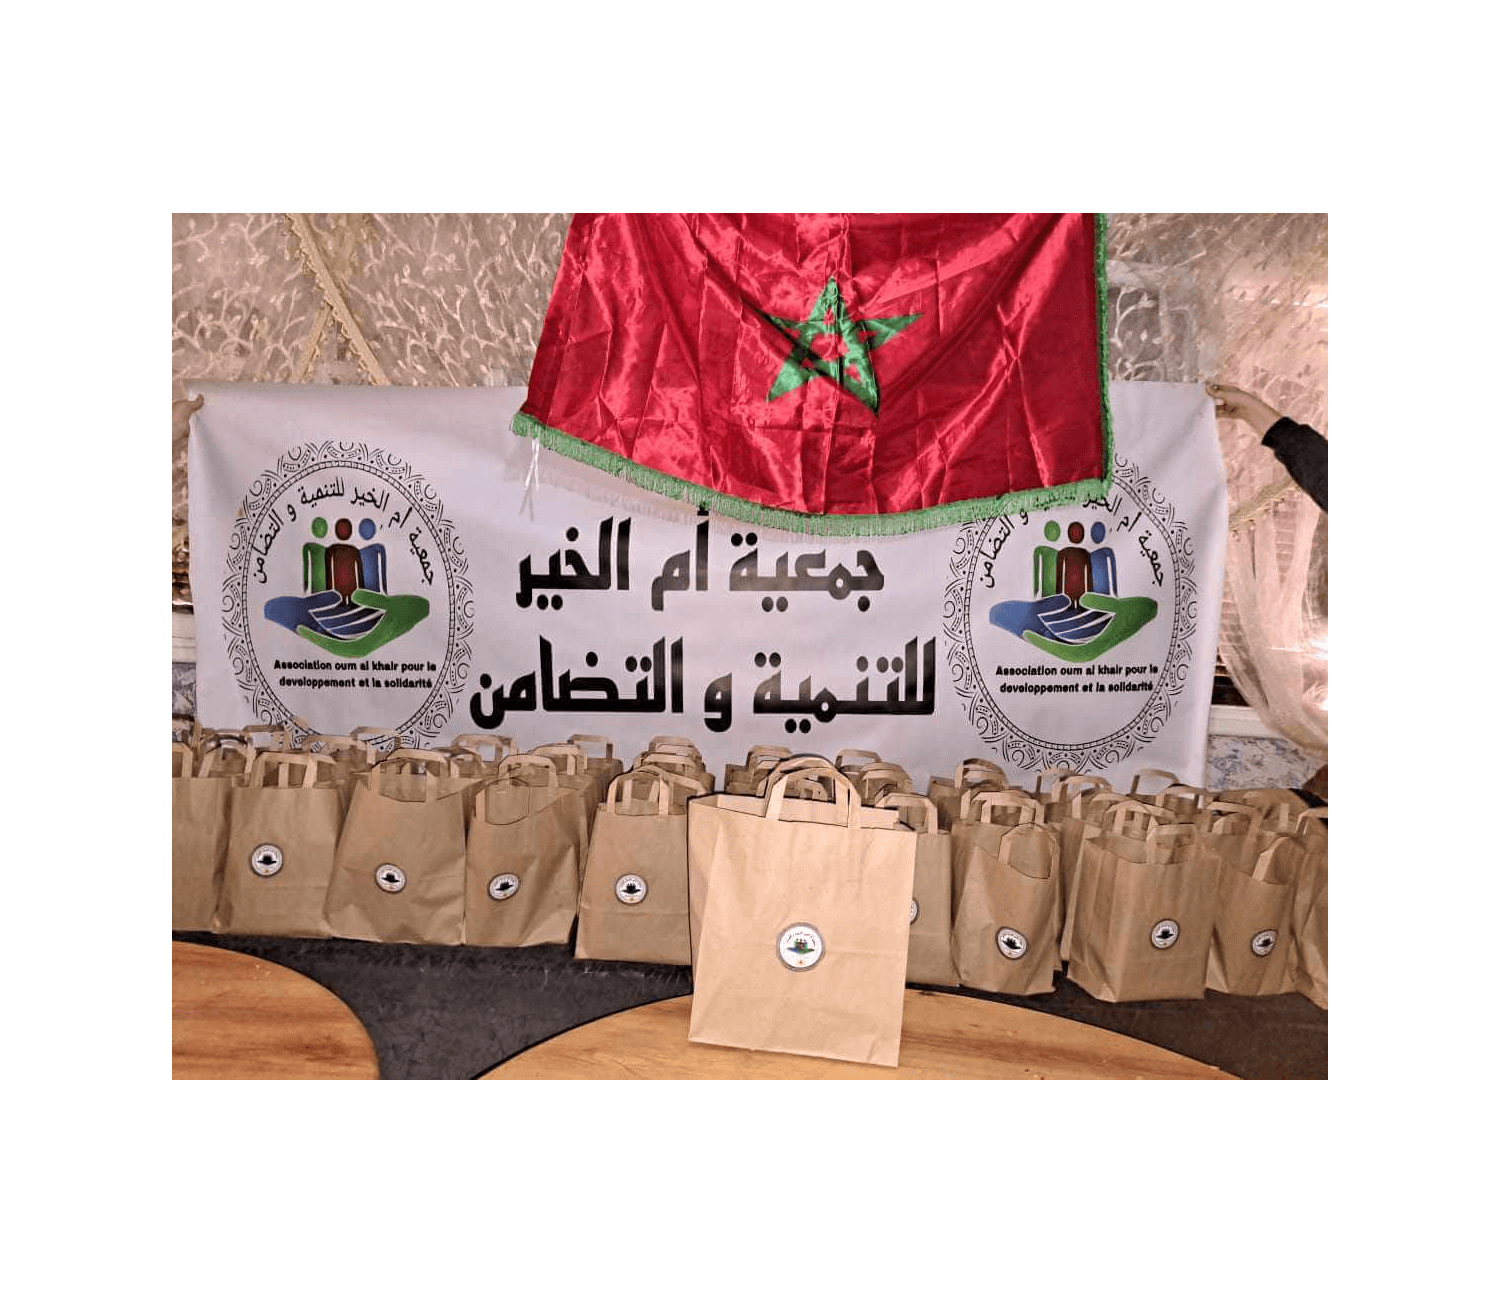 جمعية أم الخير للتنمية و التضامن
Association oum al khair pour le
developpement et la solidarité
جمعية أم الخير
للتنمية و التضامن
جمعية أم الخير للتنمية و التضامن
Association oum al khair pour le
developpement et la solidarité